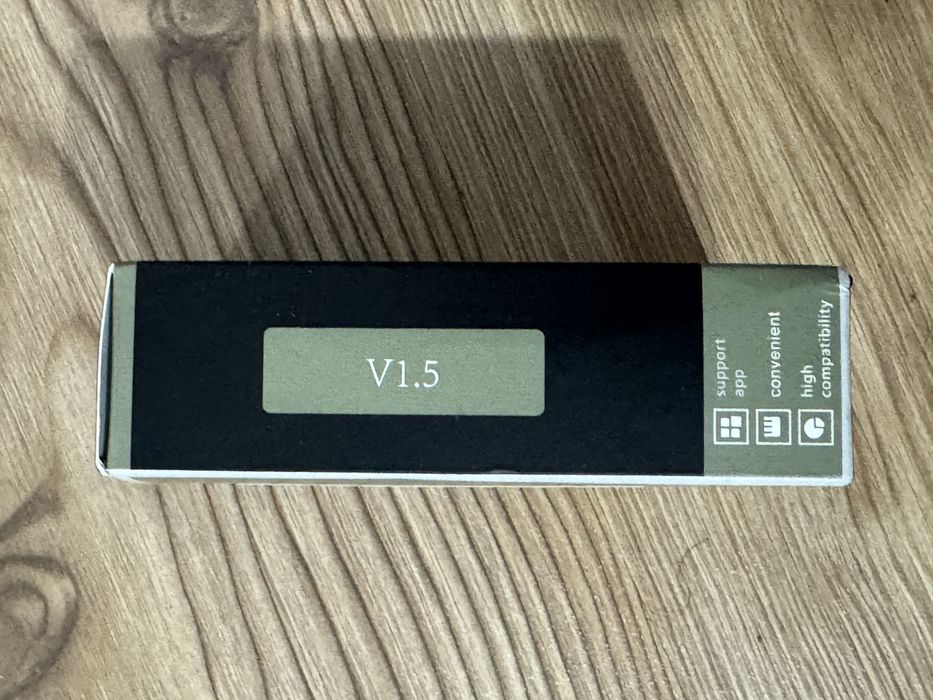 V1.5
support
app
convenient
high
compatibility